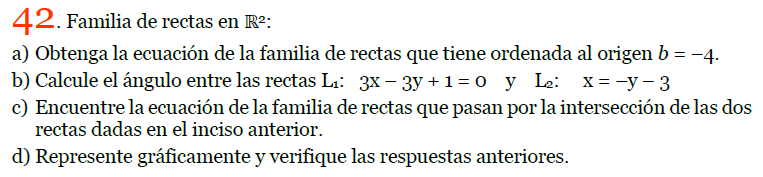 42. Familia de rectas en ℝ²:
a) Obtenga la ecuación de la familia de rectas que tiene ordenada al origen b = −4.
b) Calcule el ángulo entre las rectas L₁: 3x − 3y + 1 = 0 y L₂: x = −y − 3
c) Encuentre la ecuación de la familia de rectas que pasan por la intersección de las dos
rectas dadas en el inciso anterior.
d) Represente gráficamente y verifique las respuestas anteriores.